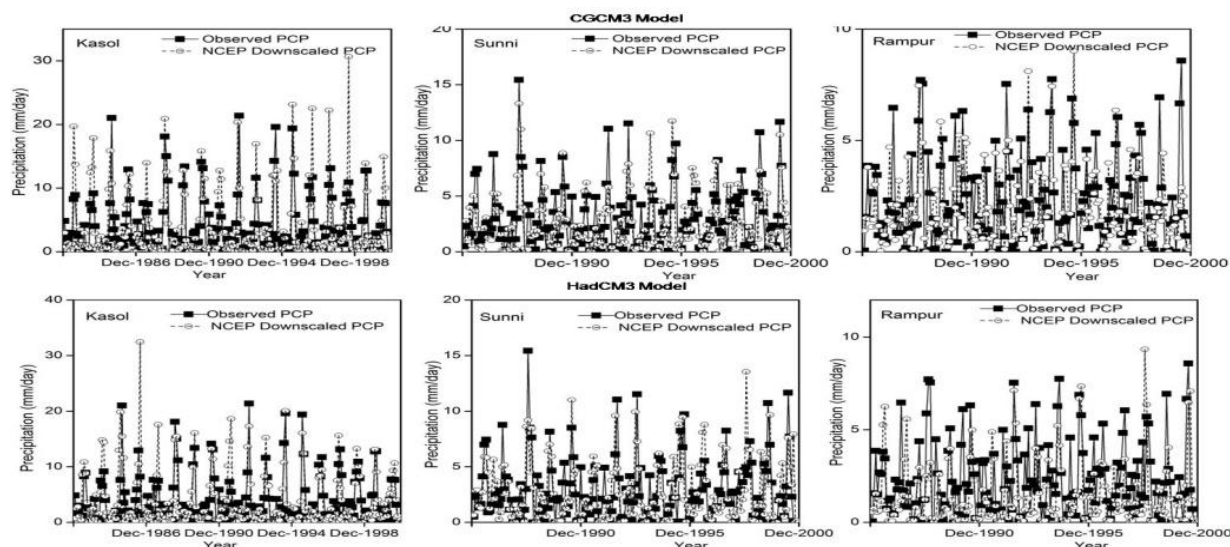 CGCM3 Model
Kasol
Observed PCP
NCEP Downscaled PCP
Precipitation (mm/day)
30
20
10
0
Dec-1986 Dec-1990 Dec-1994 Dec-1998
Year
Sunni
Observed PCP
NCEP Downscaled PCP
Precipitation (mm/day)
20
15
10
5
0
Dec-1990 Dec-1995 Dec-2000
Year
Rampur
Observed PCP
NCEP Downscaled PCP
Precipitation (mm/day)
10
5
0
Dec-1990 Dec-1995 Dec-2000
Year
HadCM3 Model
Kasol
Observed PCP
NCEP Downscaled PCP
Precipitation (mm/day)
40
30
20
10
0
Dec-1986 Dec-1990 Dec-1994 Dec-1998
Year
Sunni
Observed PCP
NCEP Downscaled PCP
Precipitation (mm/day)
20
15
10
5
0
Dec-1990 Dec-1995 Dec-2000
Year
Rampur
Observed PCP
NCEP Downscaled PCP
Precipitation (mm/day)
10
5
0
Dec-1990 Dec-1995 Dec-2000
Year